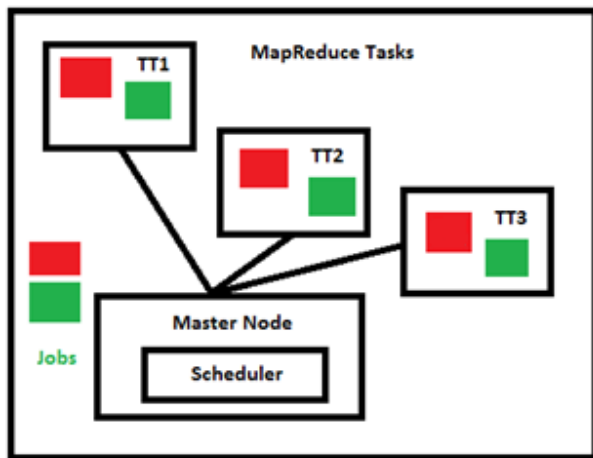 MapReduce Tasks
TT1
TT2
TT3
Master Node
Scheduler
Jobs